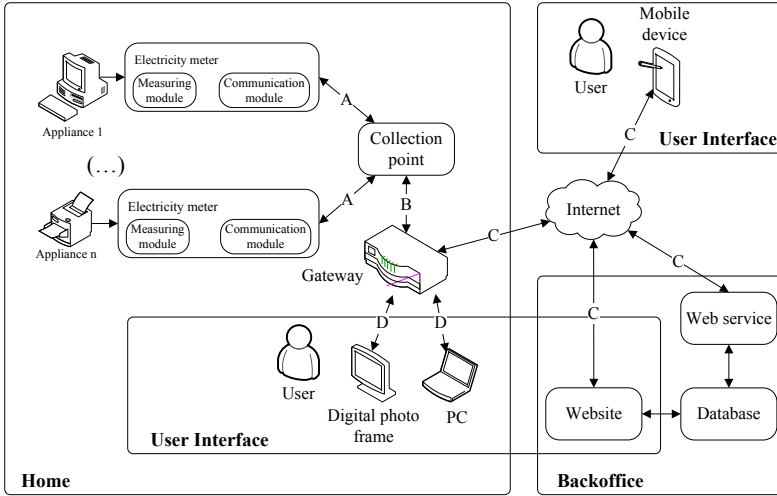 Electricity meter
Measuring
module
Communication
module
Appliance 1
A
(...)
Collection
point
A
Electricity meter
Measuring
module
Communication
module
Appliance n
B
Gateway
C
D
D
User
Digital photo
frame
PC
User Interface
Home
Mobile
device
User
C
User Interface
Internet
C
C
Web service
Website
Database
Backoffice